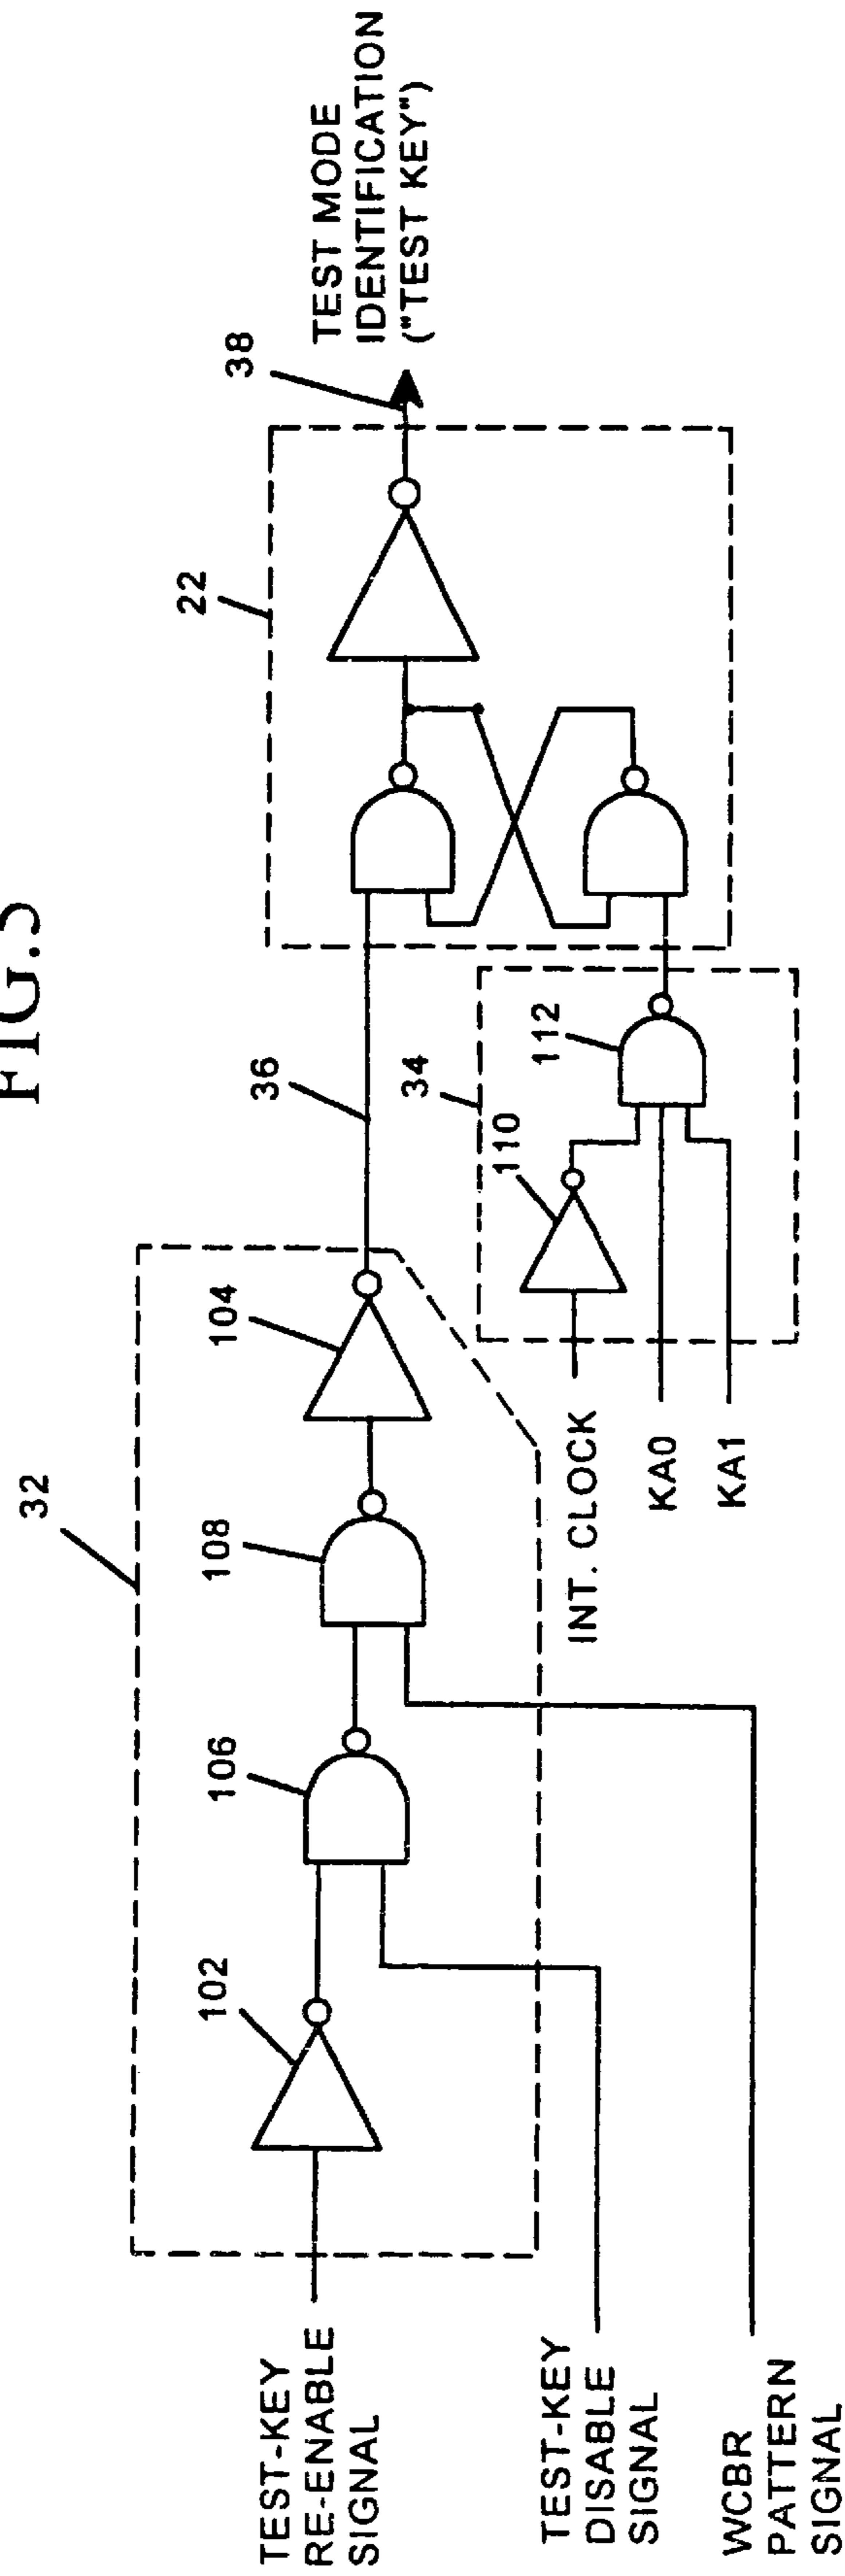 FIG.5
32
102
106
108
104
36
22
38
TEST MODE
IDENTIFICATION
("TEST KEY")
34
110
112
TEST-KEY
RE-ENABLE
SIGNAL
TEST-KEY
DISABLE
SIGNAL
WCBR
PATTERN
SIGNAL
INT. CLOCK
KA0
KA1